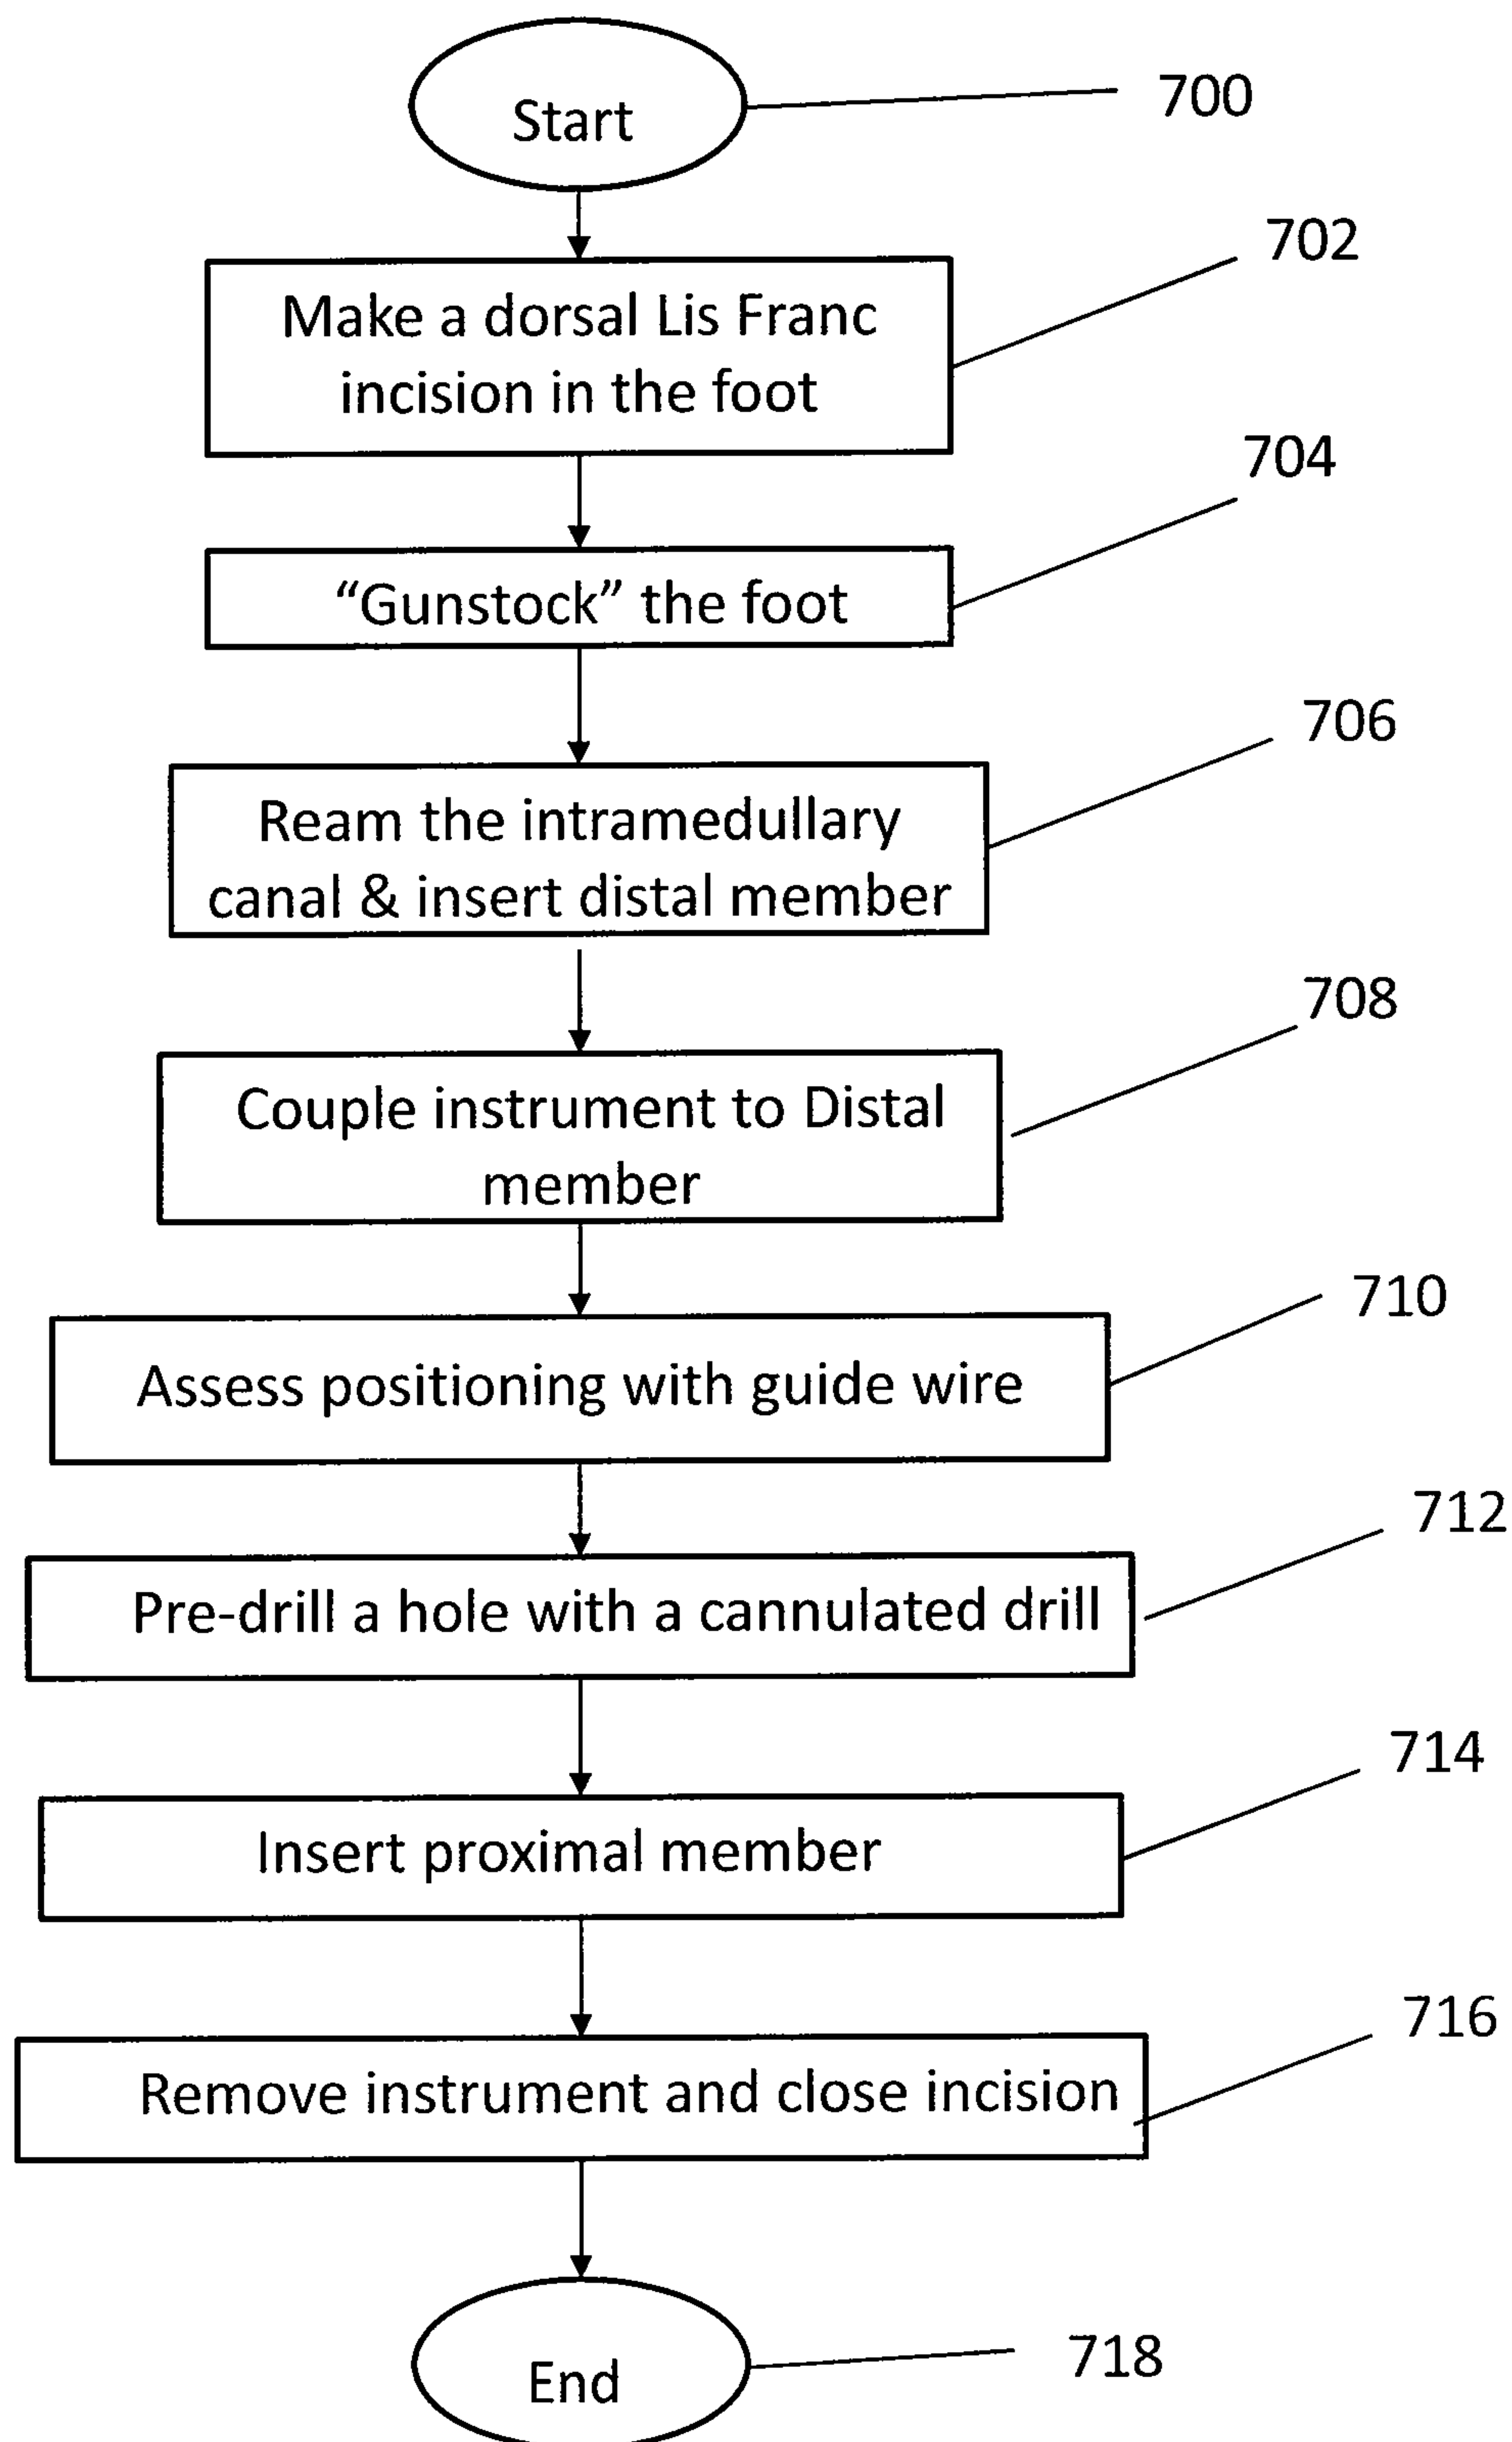 Start
700
702
Make a dorsal Lis Franc
incision in the foot
704
“Gunstock” the foot
706
Ream the intramedullary
canal & insert distal member
708
Couple instrument to Distal
member
710
Assess positioning with guide wire
712
Pre-drill a hole with a cannulated drill
714
Insert proximal member
716
Remove instrument and close incision
718
End